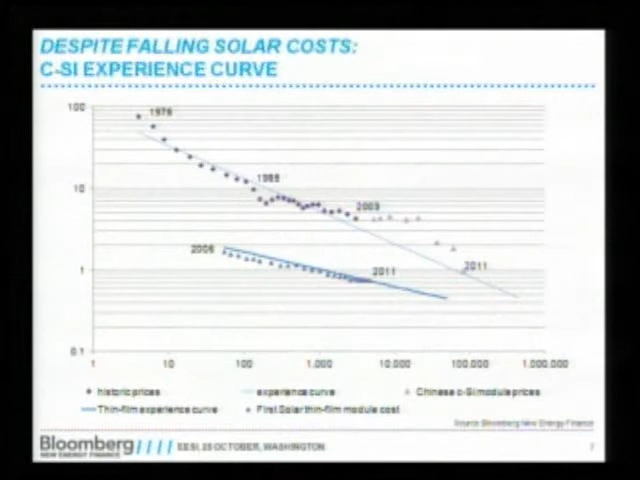 DESPITE FALLING SOLAR COSTS:
C-SI EXPERIENCE CURVE
100
10
1
0.1
1976
1985
2003
2011
2006
2011
1
10
100
1,000
10,000
100,000
1,000,000
historic prices
experience curve
Chinese c-Si module prices
Thin-film experience curve
First Solar thin-film module cost
Source: Bloomberg New Energy Finance
Bloomberg
NEW ENERGY FINANCE
//// EESI, 25 OCTOBER, WASHINGTON